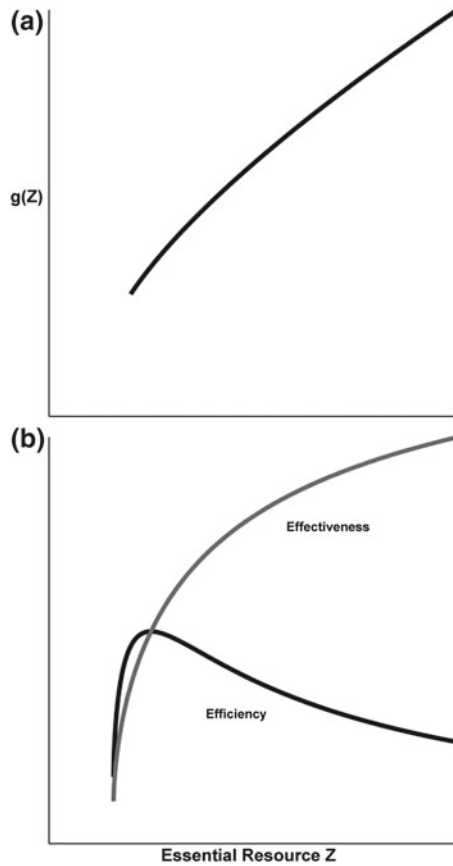 (a)
g(Z)
(b)
Effectiveness
Efficiency
Essential Resource Z